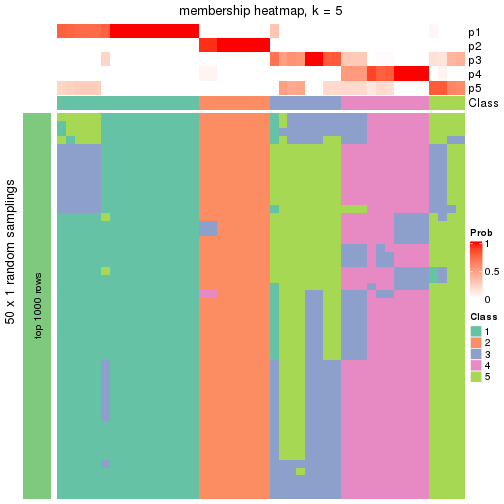 membership heatmap, k = 5
p1
p2
p3
p4
p5
Class
50 x 1 random samplings
top 1000 rows
Prob
1
0.5
0
Class
1
2
3
4
5